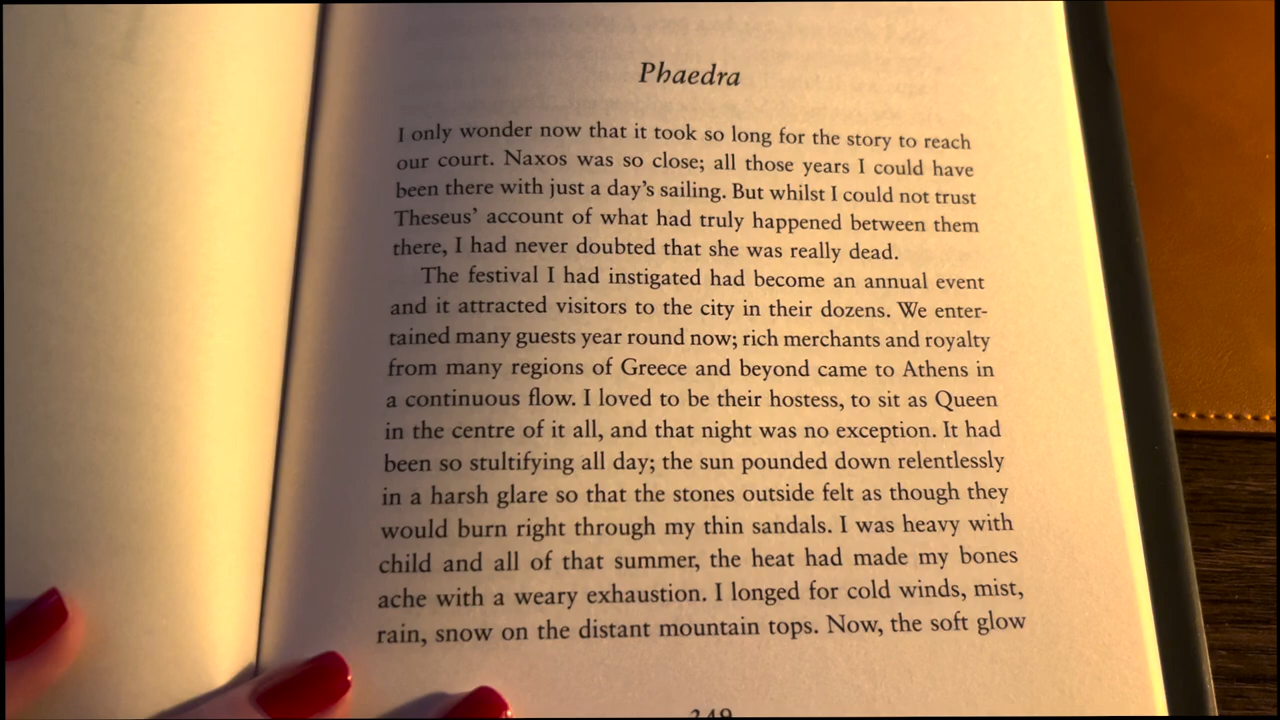 Phaedra
I only wonder now that it took so long for the story to reach
our court. Naxos was so close; all those years I could have
been there with just a day's sailing. But whilst I could not trust
Theseus' account of what had truly happened between them
there, I had never doubted that she was really dead.
The festival I had instigated had become an annual event
and it attracted visitors to the city in their dozens. We enter-
tained many guests year round now; rich merchants and royalty
from many regions of Greece and beyond came to Athens in
a continuous flow. I loved to be their hostess, to sit as Queen
in the centre of it all, and that night was no exception. It had
been so stultifying all day; the sun pounded down relentlessly
in a harsh glare so that the stones outside felt as though they
would burn right through my thin sandals. I was heavy with
child and all of that summer, the heat had made my bones
ache with a weary exhaustion. I longed for cold winds, mist,
rain, snow on the distant mountain tops. Now, the soft glow